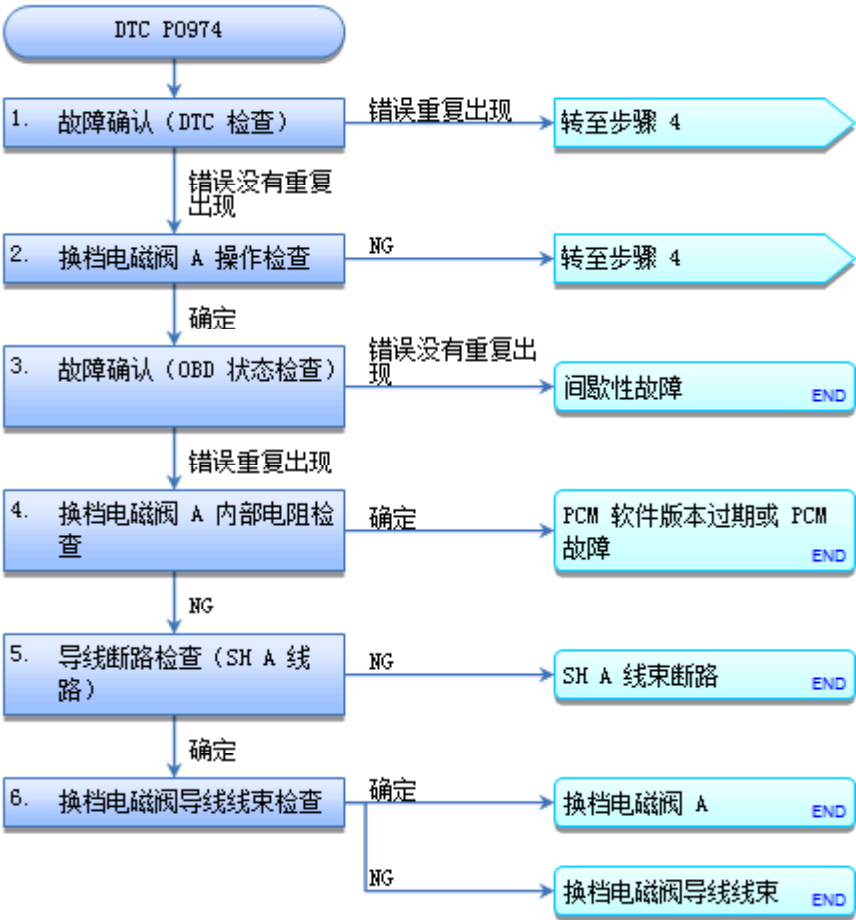 DTC P0974
1. 故障确认（DTC 检查）
错误重复出现
转至步骤 4
错误没有重复
出现
2. 换档电磁阀 A 操作检查
NG
转至步骤 4
确定
3. 故障确认（OBD 状态检查）
错误没有重复出
现
间歇性故障
END
错误重复出现
4. 换档电磁阀 A 内部电阻检
查
确定
PCM 软件版本过期或 PCM
故障
END
NG
5. 导线断路检查（SH A 线
路）
NG
SH A 线束断路
END
确定
6. 换档电磁阀导线线束检查
确定
换档电磁阀 A
END
NG
换档电磁阀导线线束
END